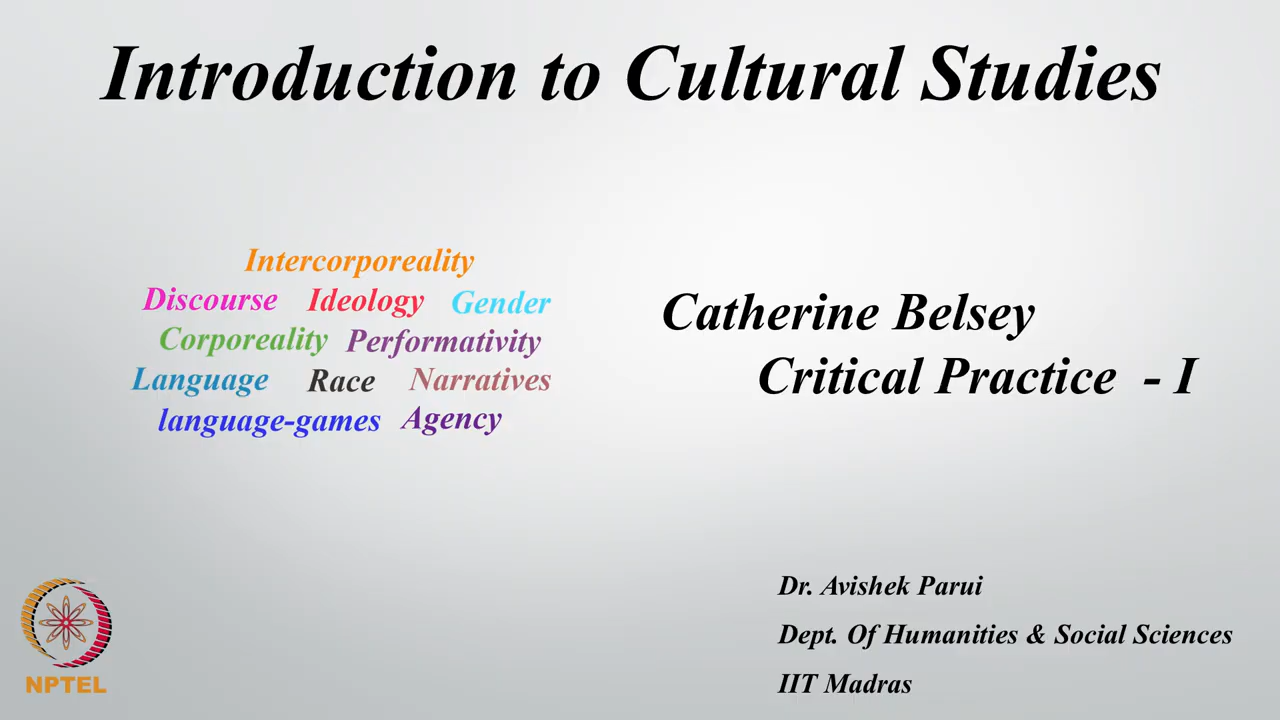 Introduction to Cultural Studies
Intercorporeality
Discourse Ideology Gender
Corporeality Performativity
Language Race Narratives
language-games Agency
Catherine Belsey
Critical Practice - I
Dr. Avishek Parui
Dept. Of Humanities & Social Sciences
IIT Madras
NPTEL